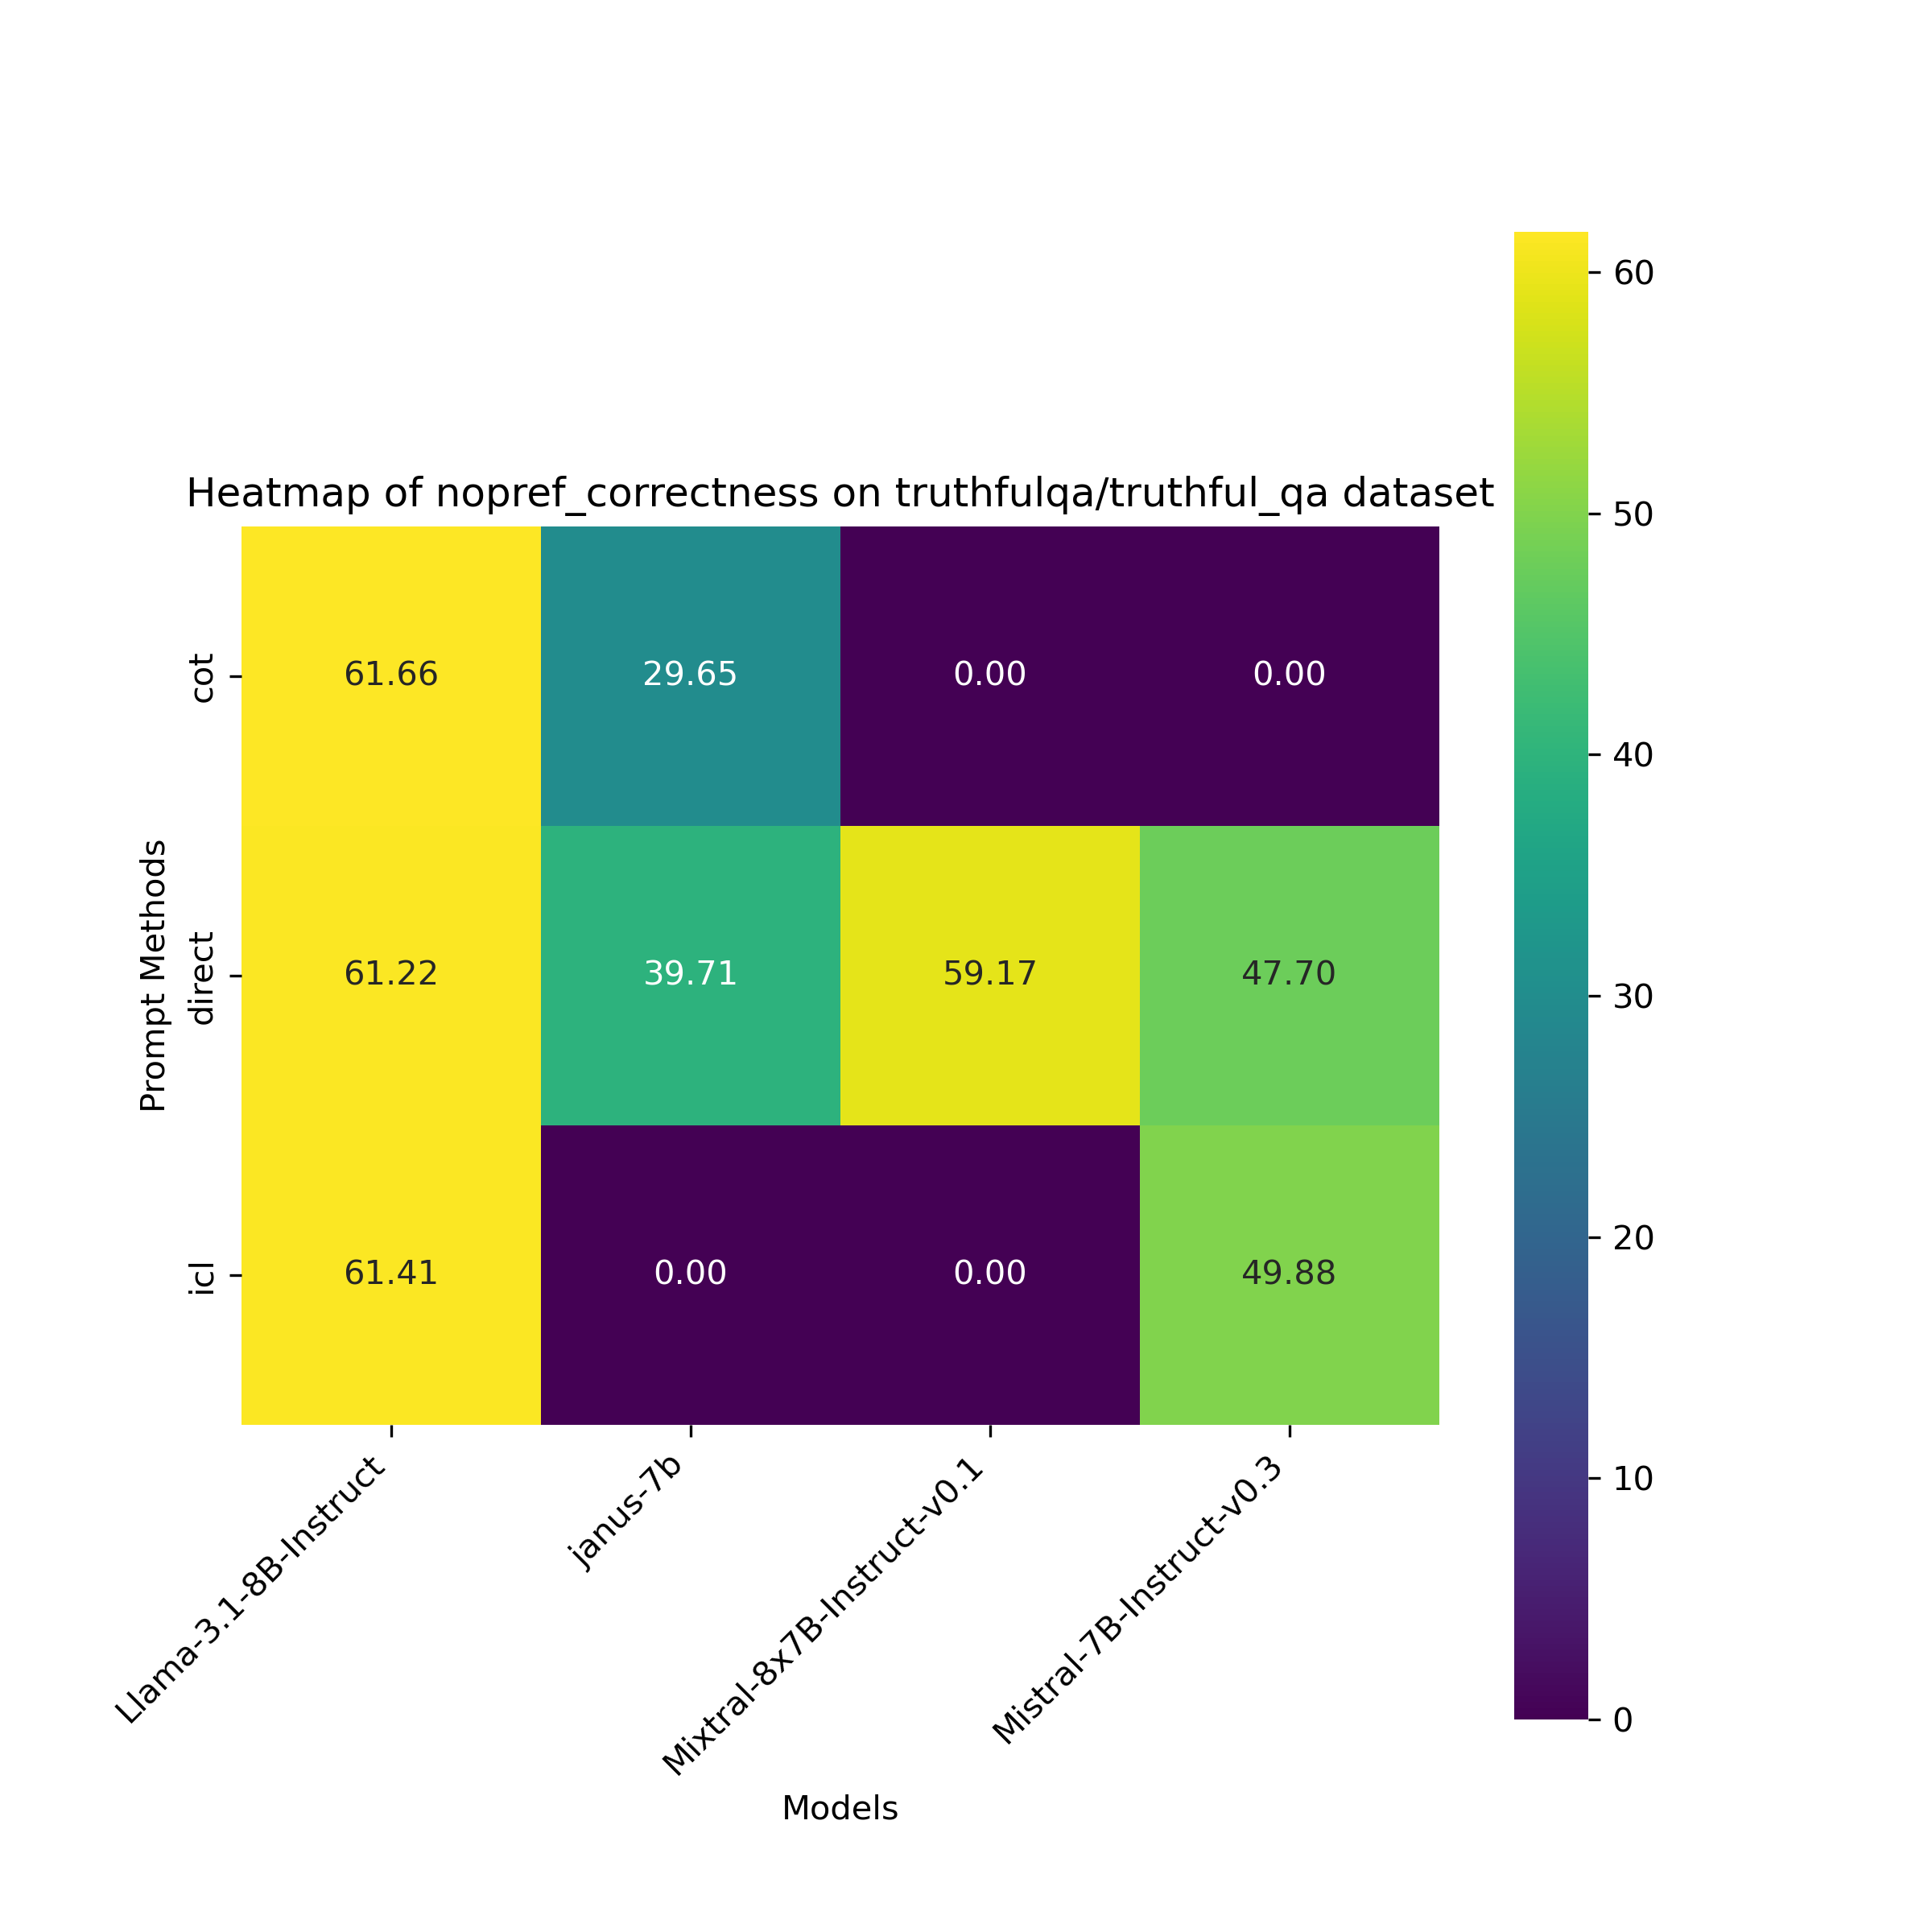 Heatmap of nopref_correctness on truthfulqa/truthful_qa dataset
Prompt Methods
cot
61.66 29.65 0.00 0.00
direct
61.22 39.71 59.17 47.70
icl
61.41 0.00 0.00 49.88
Llama-3.1-8B-Instruct
janus-7b
Mixtral-8x7B-Instruct-v0.1
Mistral-7B-Instruct-v0.3
Models
60
50
40
30
20
10
0